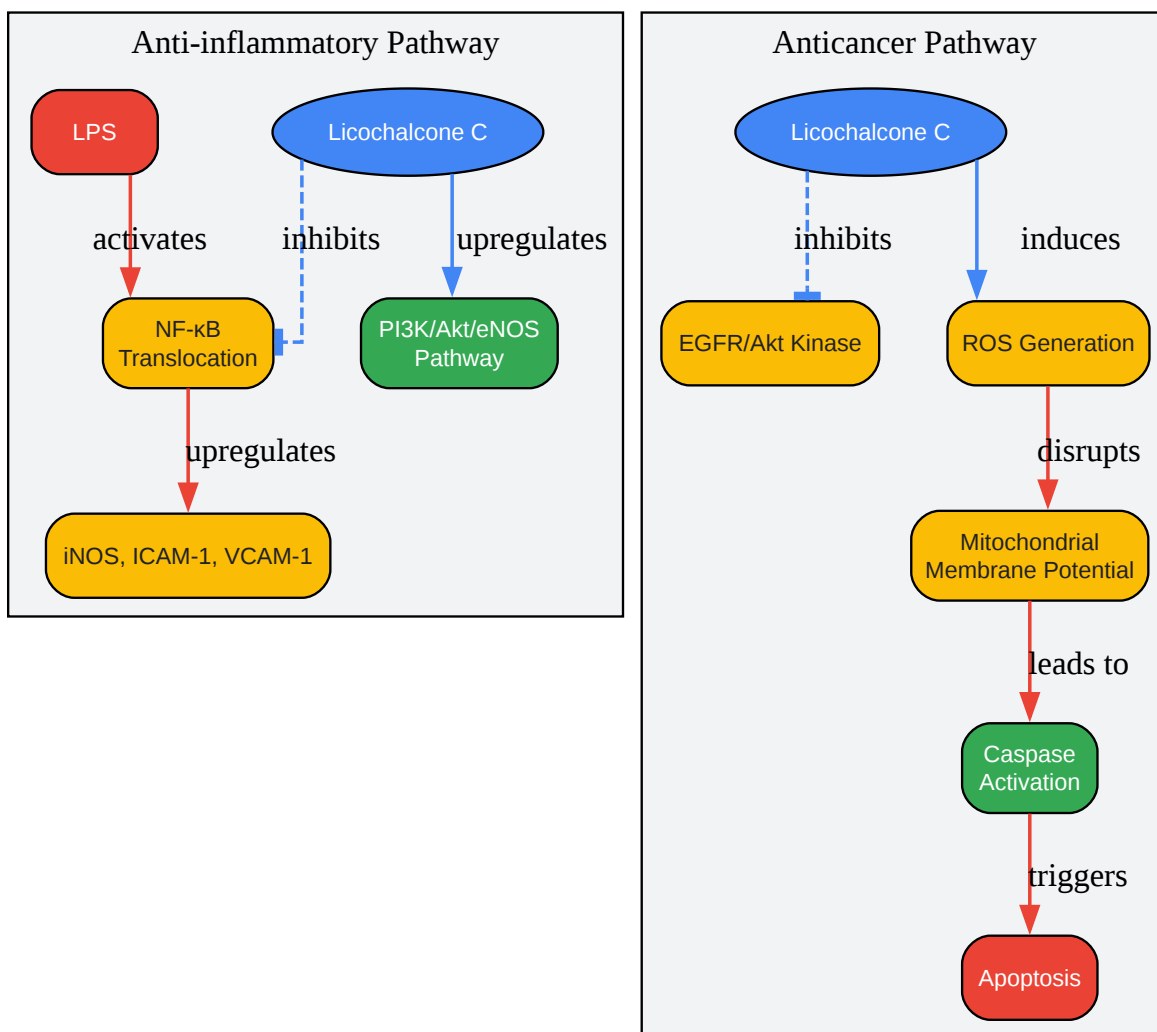 Anti-inflammatory Pathway
LPS
Licochalcone C
activates
inhibits
upregulates
NF-κB
Translocation
PI3K/Akt/eNOS
Pathway
upregulates
iNOS, ICAM-1, VCAM-1
Anticancer Pathway
Licochalcone C
inhibits
induces
EGFR/Akt Kinase
ROS Generation
disrupts
Mitochondrial
Membrane Potential
leads to
Caspase
Activation
triggers
Apoptosis